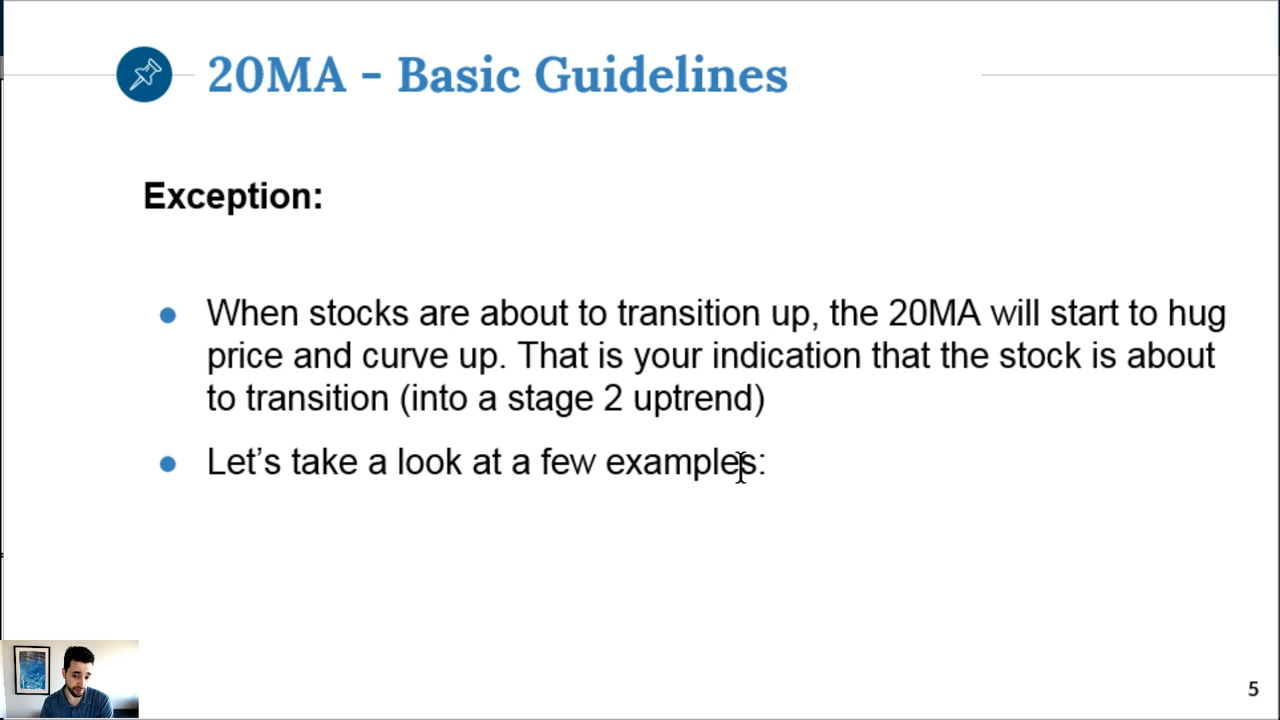 20MA - Basic Guidelines
Exception:
When stocks are about to transition up, the 20MA will start to hug
price and curve up. That is your indication that the stock is about
to transition (into a stage 2 uptrend)
Let’s take a look at a few examples:
5